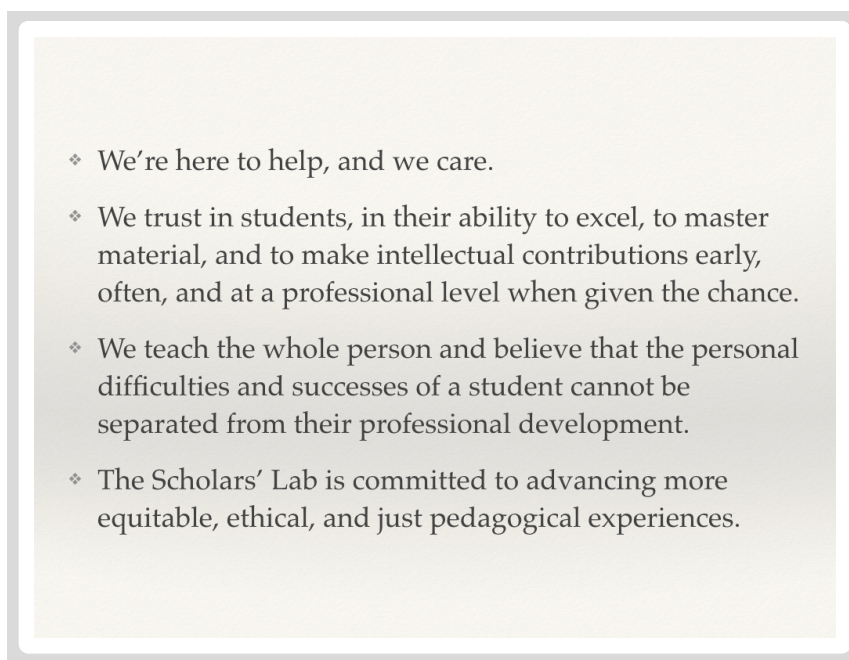 We’re here to help, and we care.
We trust in students, in their ability to excel, to master
material, and to make intellectual contributions early,
often, and at a professional level when given the chance.
We teach the whole person and believe that the personal
difficulties and successes of a student cannot be
separated from their professional development.
The Scholars’ Lab is committed to advancing more
equitable, ethical, and just pedagogical experiences.